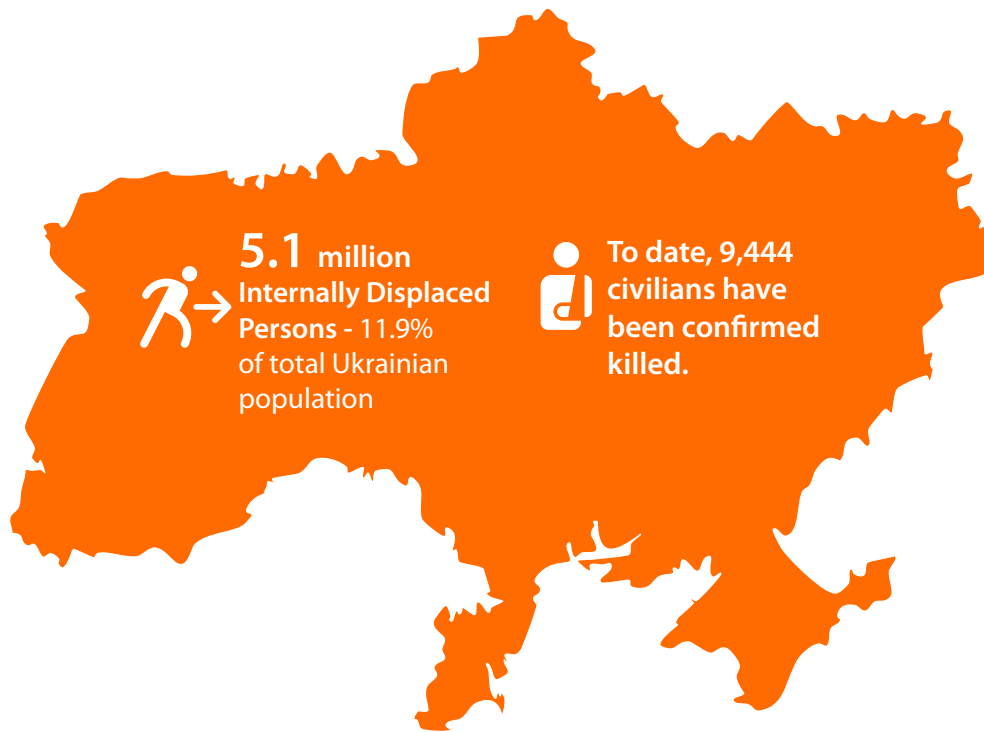 5.1 million
Internally Displaced
Persons - 11.9%
of total Ukrainian
population
To date, 9,444
civilians have
been confirmed
killed.